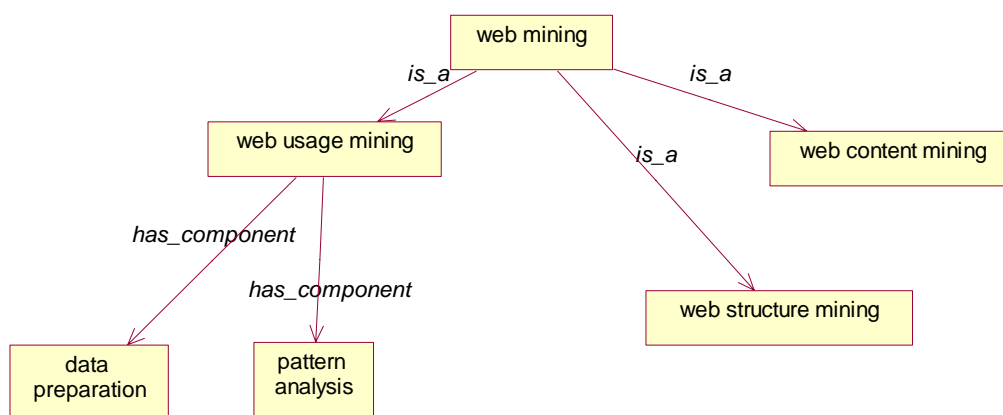 web mining
is_a
is_a
web usage mining
web content mining
is_a
has_component
has_component
web structure mining
data
preparation
pattern
analysis